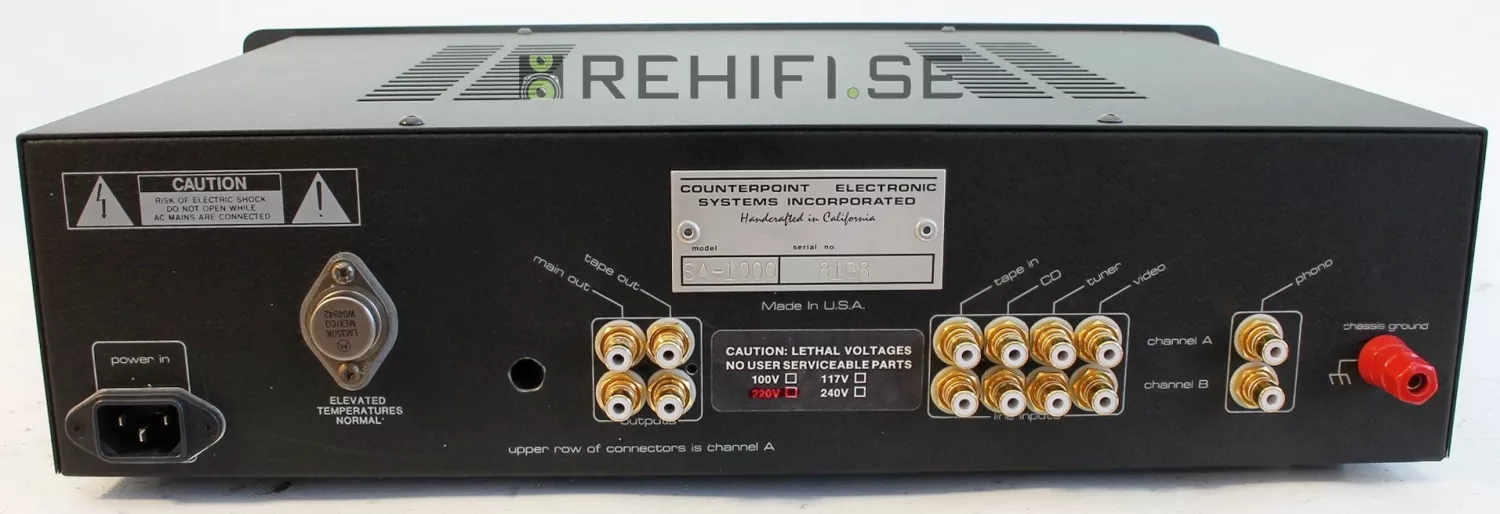 REHIFI.SE
CAUTION
RISK OF ELECTRIC SHOCK
DO NOT OPEN WHILE
AC MAINS ARE CONNECTED
COUNTERPOINT ELECTRONIC
SYSTEMS INCORPORATED
Handcrafted in California
model serial no.
SA-1000 8198
Made In U.S.A.
power in
LM350K
MEXICO
W04942
ELEVATED
TEMPERATURES
NORMAL
main out
tape out
outputs
upper row of connectors is channel A
CAUTION: LETHAL VOLTAGES
NO USER SERVICEABLE PARTS
100V 117V
220V 240V
tape in
CD
tuner
video
line inputs
channel A
channel B
phono
chassis ground